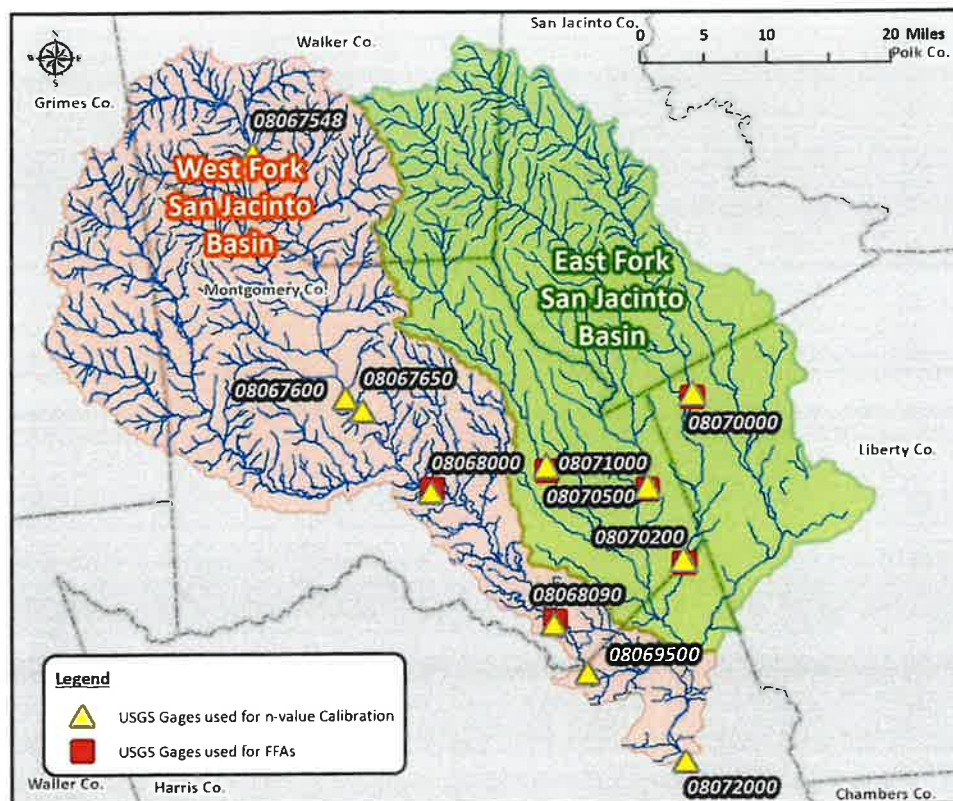 San Jacinto Co.
Walker Co.
0 5 10 20 Miles
Polk Co.
Grimes Co.
08067548
West Fork
San Jacinto
Basin
East Fork
San Jacinto
Basin
Montgomery Co.
08067600
08067650
08070000
Liberty Co.
08068000
08071000
08070500
08070200
08068090
08069500
Legend
USGS Gages used for n-value Calibration
USGS Gages used for FFAs
08072000
Waller Co.
Harris Co.
Chambers Co.